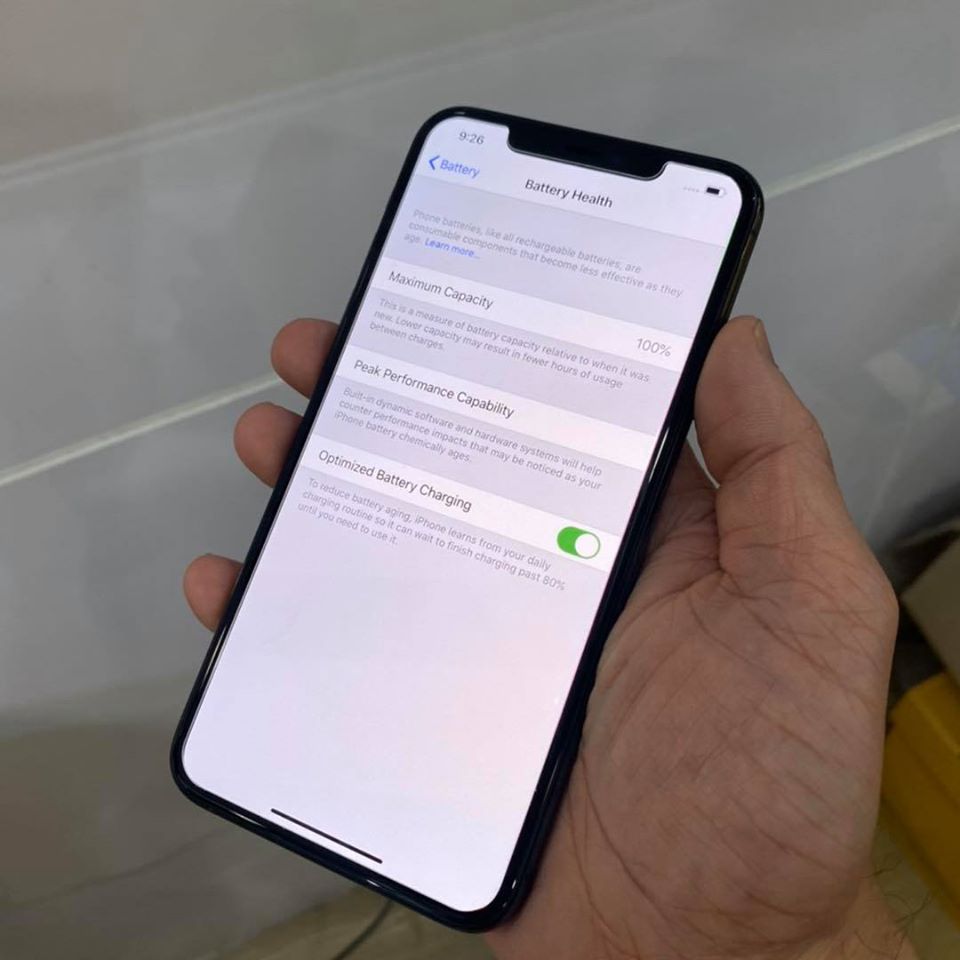 9:26
Battery
Battery Health
Phone batteries, like all rechargeable batteries, are
consumable components that become less effective as they
age. Learn more...
Maximum Capacity
100%
This is a measure of battery capacity relative to when it was
new. Lower capacity may result in fewer hours of usage
between charges.
Peak Performance Capability
Built-in dynamic software and hardware systems will help
counter performance impacts that may be noticed as your
iPhone battery chemically ages.
Optimized Battery Charging
To reduce battery aging, iPhone learns from your daily
charging routine so it can wait to finish charging past 80%
until you need to use it.